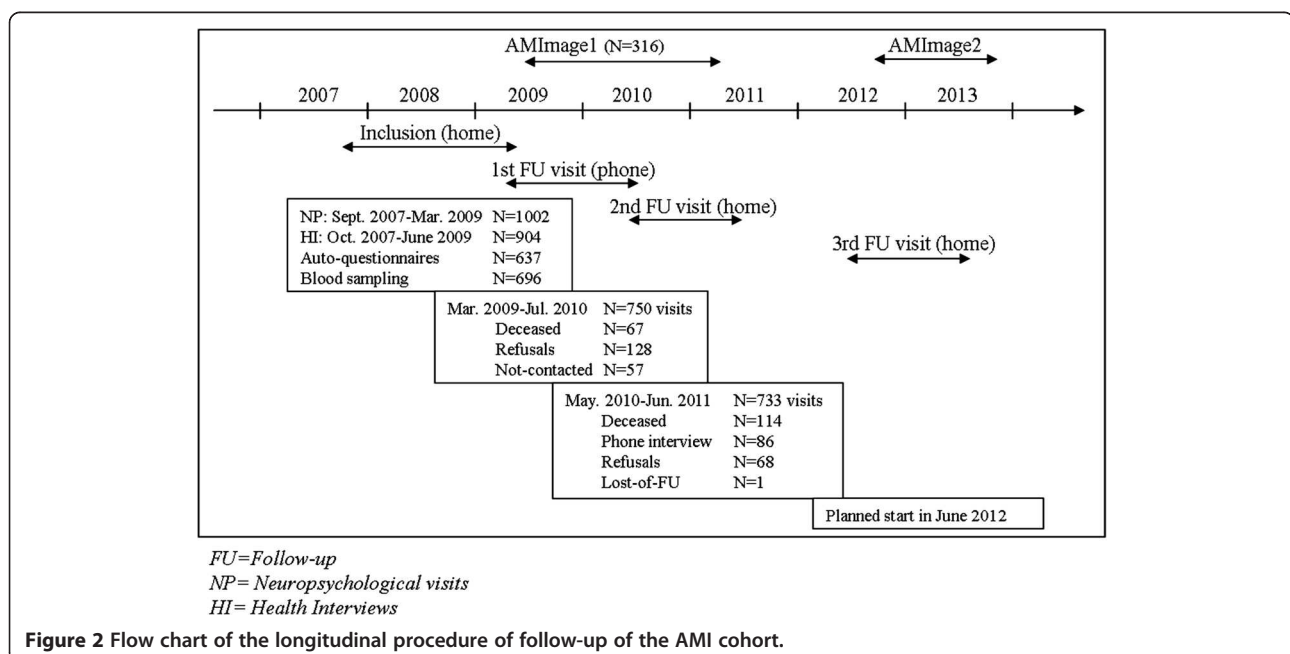 AMImage1 (N=316)
AMImage2
2007 2008 2009 2010 2011 2012 2013
Inclusion (home)
1st FU visit (phone)
2nd FU visit (home)
3rd FU visit (home)
NP: Sept. 2007-Mar. 2009 N=1002
HI: Oct. 2007-June 2009 N=904
Auto-questionnaires N=637
Blood sampling N=696
Mar. 2009-Jul. 2010 N=750 visits
Deceased N=67
Refusals N=128
Not-contacted N=57
May. 2010-Jun. 2011 N=733 visits
Deceased N=114
Phone interview N=86
Refusals N=68
Lost-of-FU N=1
Planned start in June 2012
FU=Follow-up
NP= Neuropsychological visits
HI= Health Interviews
Figure 2 Flow chart of the longitudinal procedure of follow-up of the AMI cohort.